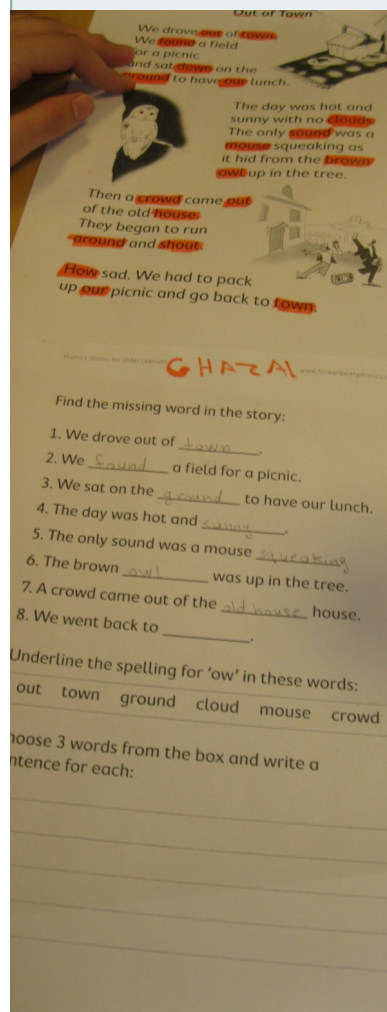 Out of Town
We drove out of town.
We found a field
for a picnic
and sat down on the
ground to have our lunch.
The day was hot and
sunny with no clouds.
The only sound was a
mouse squeaking as
it hid from the brown
owl up in the tree.
Then a crowd came out
of the old house.
They began to run
around and shout.
How sad. We had to pack
up our picnic and go back to town.
Phonics Stories for Older Learners
GHAZAL
Find the missing word in the story:
1. We drove out of town.
2. We found a field for a picnic.
3. We sat on the ground to have our lunch.
4. The day was hot and sunny.
5. The only sound was a mouse squeaking
6. The brown owl was up in the tree.
7. A crowd came out of the old house house.
8. We went back to ________.
Underline the spelling for 'ow' in these words:
out town ground cloud mouse crowd
hoose 3 words from the box and write a
ntence for each: